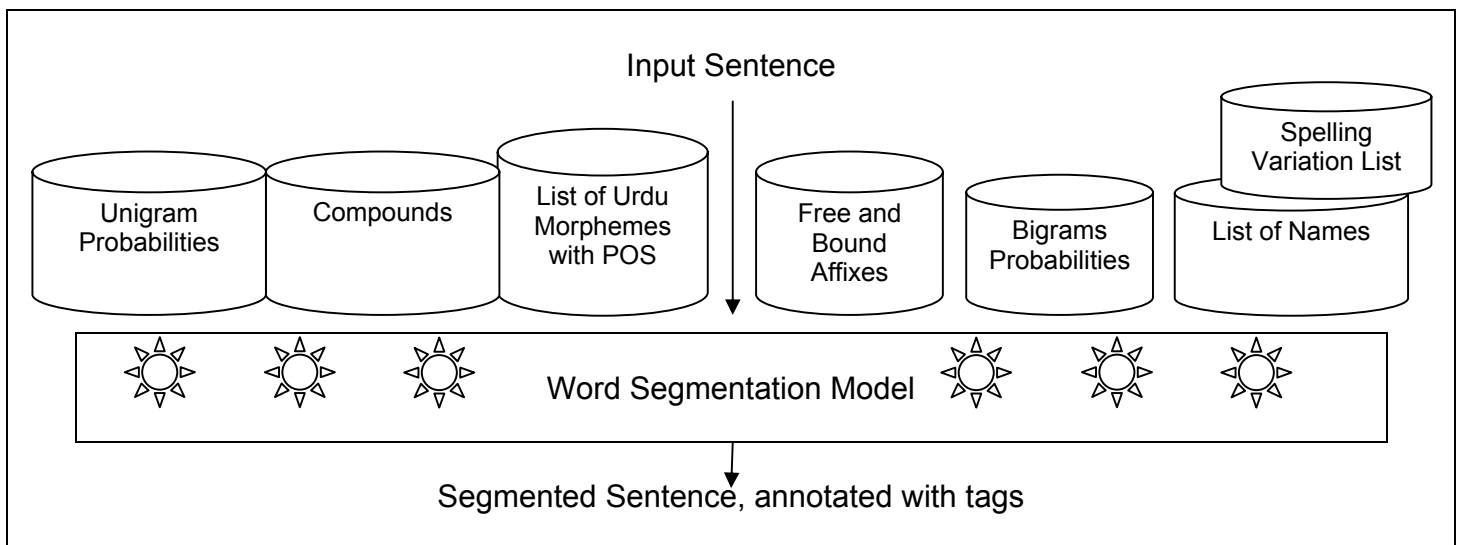 Input Sentence
Unigram
Probabilities
Compounds
List of Urdu
Morphemes
with POS
Free and
Bound
Affixes
Bigrams
Probabilities
Spelling
Variation List
List of Names
Word Segmentation Model
Segmented Sentence, annotated with tags